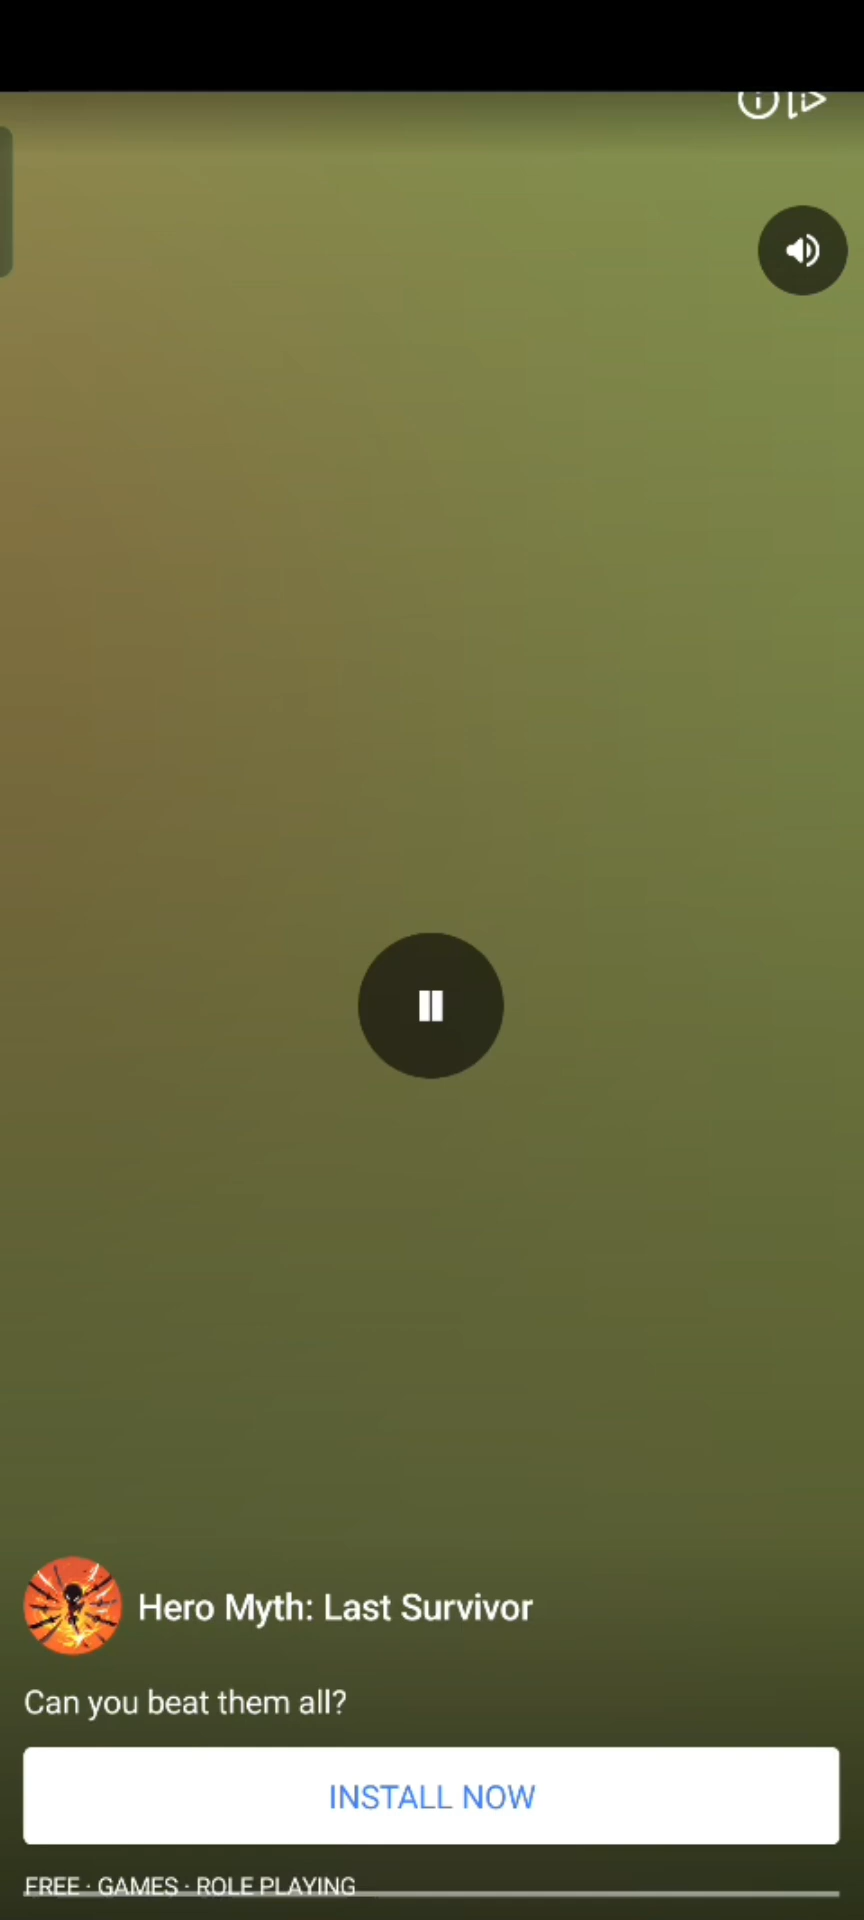 Hero Myth: Last Survivor
Can you beat them all?
INSTALL NOW
FREE · GAMES · ROLE PLAYING